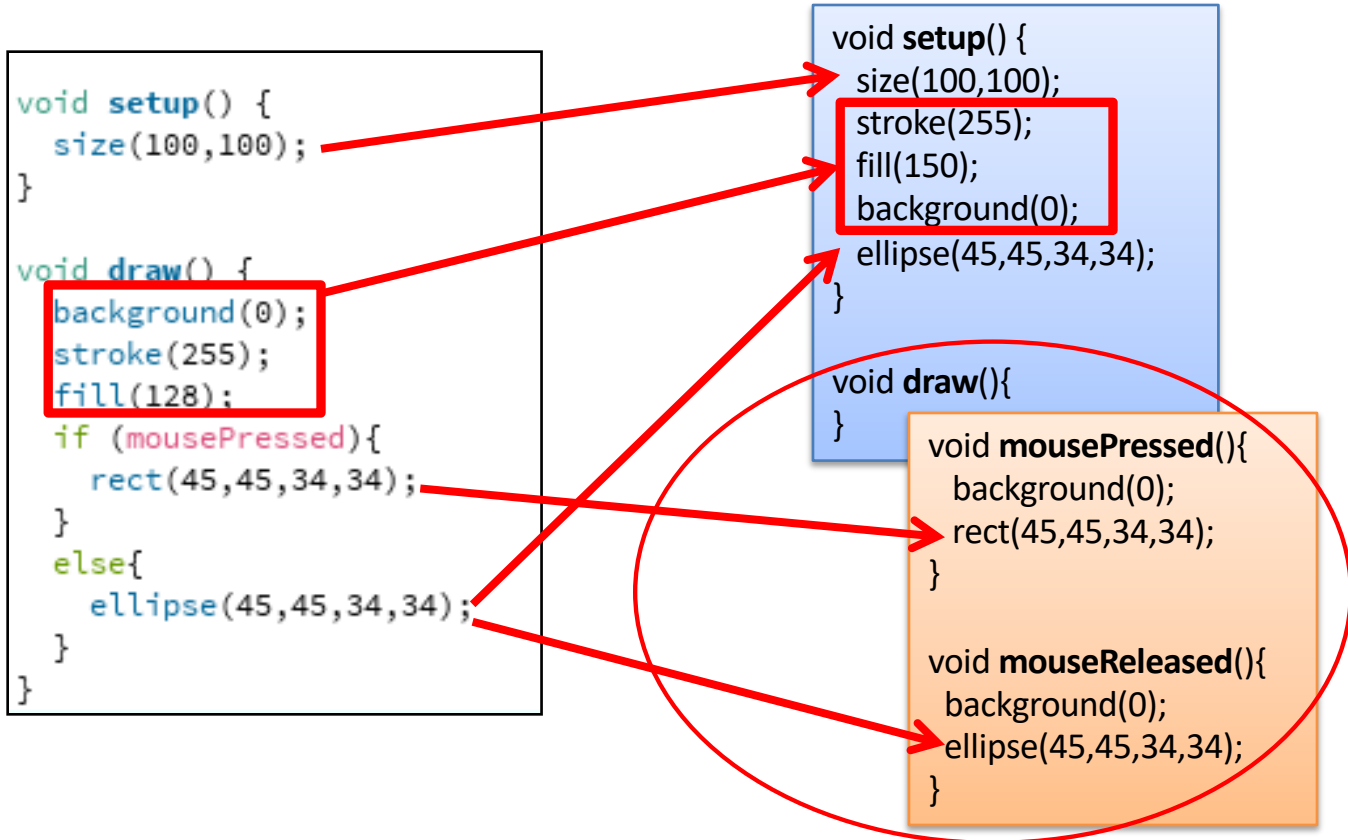 void setup() {
size(100,100);
}
void draw() {
background(0);
stroke(255);
fill(128);
if (mousePressed){
rect(45,45,34,34);
}
else{
ellipse(45,45,34,34);
}
}
void setup() {
size(100,100);
stroke(255);
fill(150);
background(0);
ellipse(45,45,34,34);
}
void draw(){
}
void mousePressed(){
background(0);
rect(45,45,34,34);
}
void mouseReleased(){
background(0);
ellipse(45,45,34,34);
}